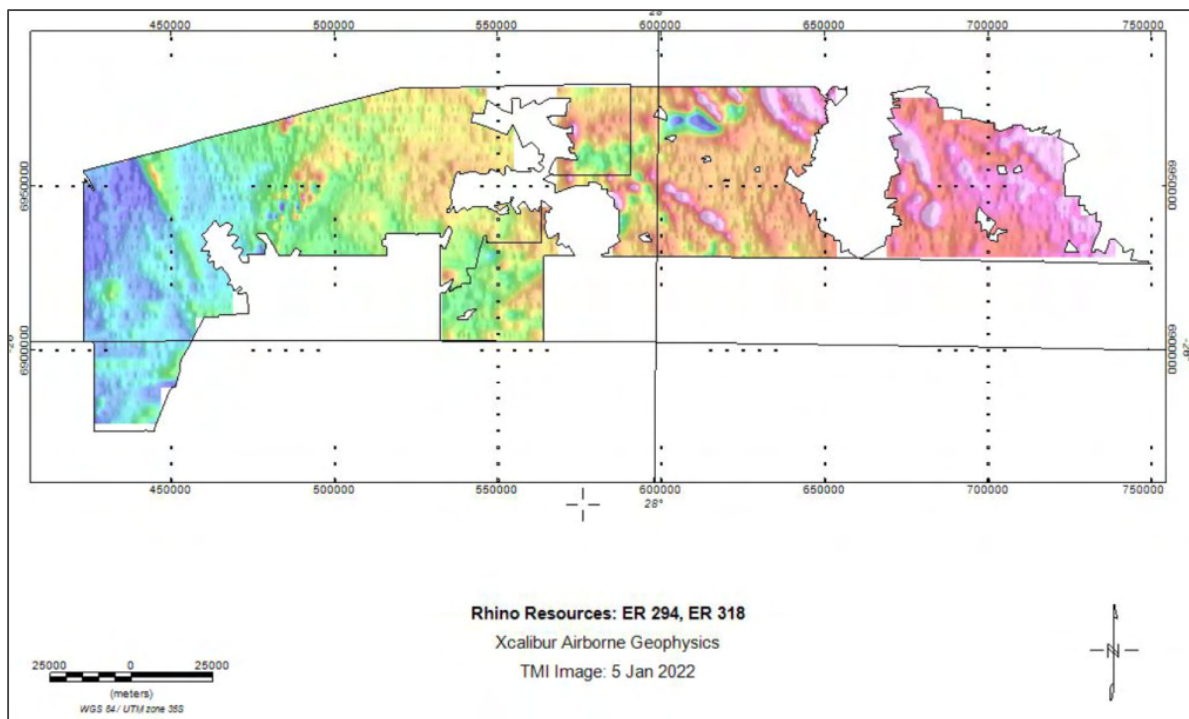 28
450000 500000 550000 600000 650000 700000 750000
6950000 6950000
6900000 6900000
-28° -28°
450000 500000 550000 600000 650000 700000 750000
28°
Rhino Resources: ER 294, ER 318
Xcalibur Airborne Geophysics
TMI Image: 5 Jan 2022
25000 0 25000
(meters)
WGS 84 / UTM zone 35S
N